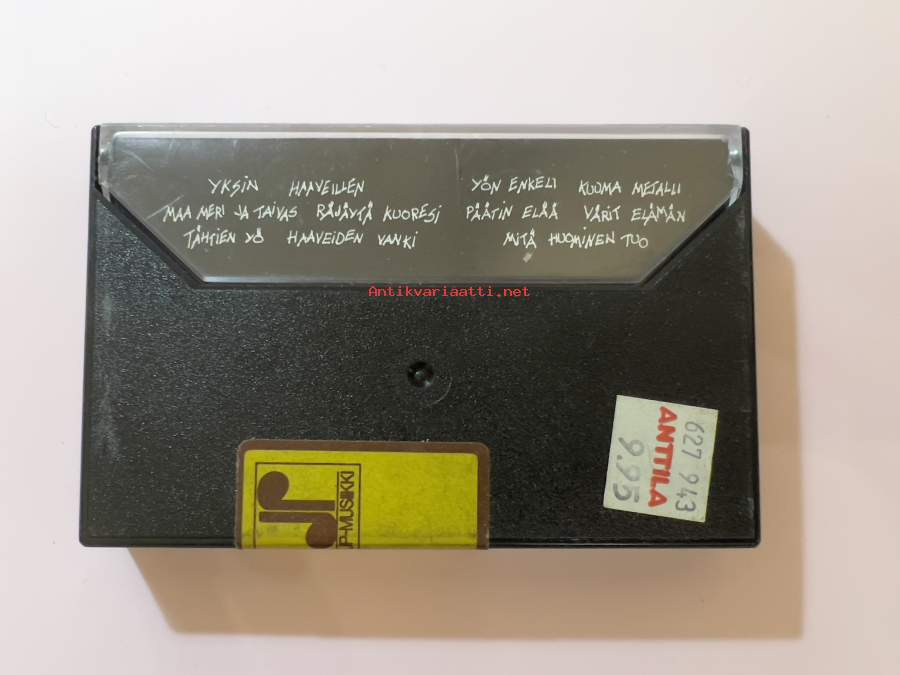 YKSIN HAAVEILLEN
MAA MERI JA TAIVAS RÄJÄYTÄ KUORESI
TÄHTIEN YÖ HAAVEIDEN VANKI
YÖN ENKELI KUUMA METALLI
PÄÄTIN ELÄÄ VÄRIT ELÄMÄN
MITÄ HUOMINEN TUO
Antikvariaatti.net
JP-MUSIIKKI
627 943
ANTTILA
9.95